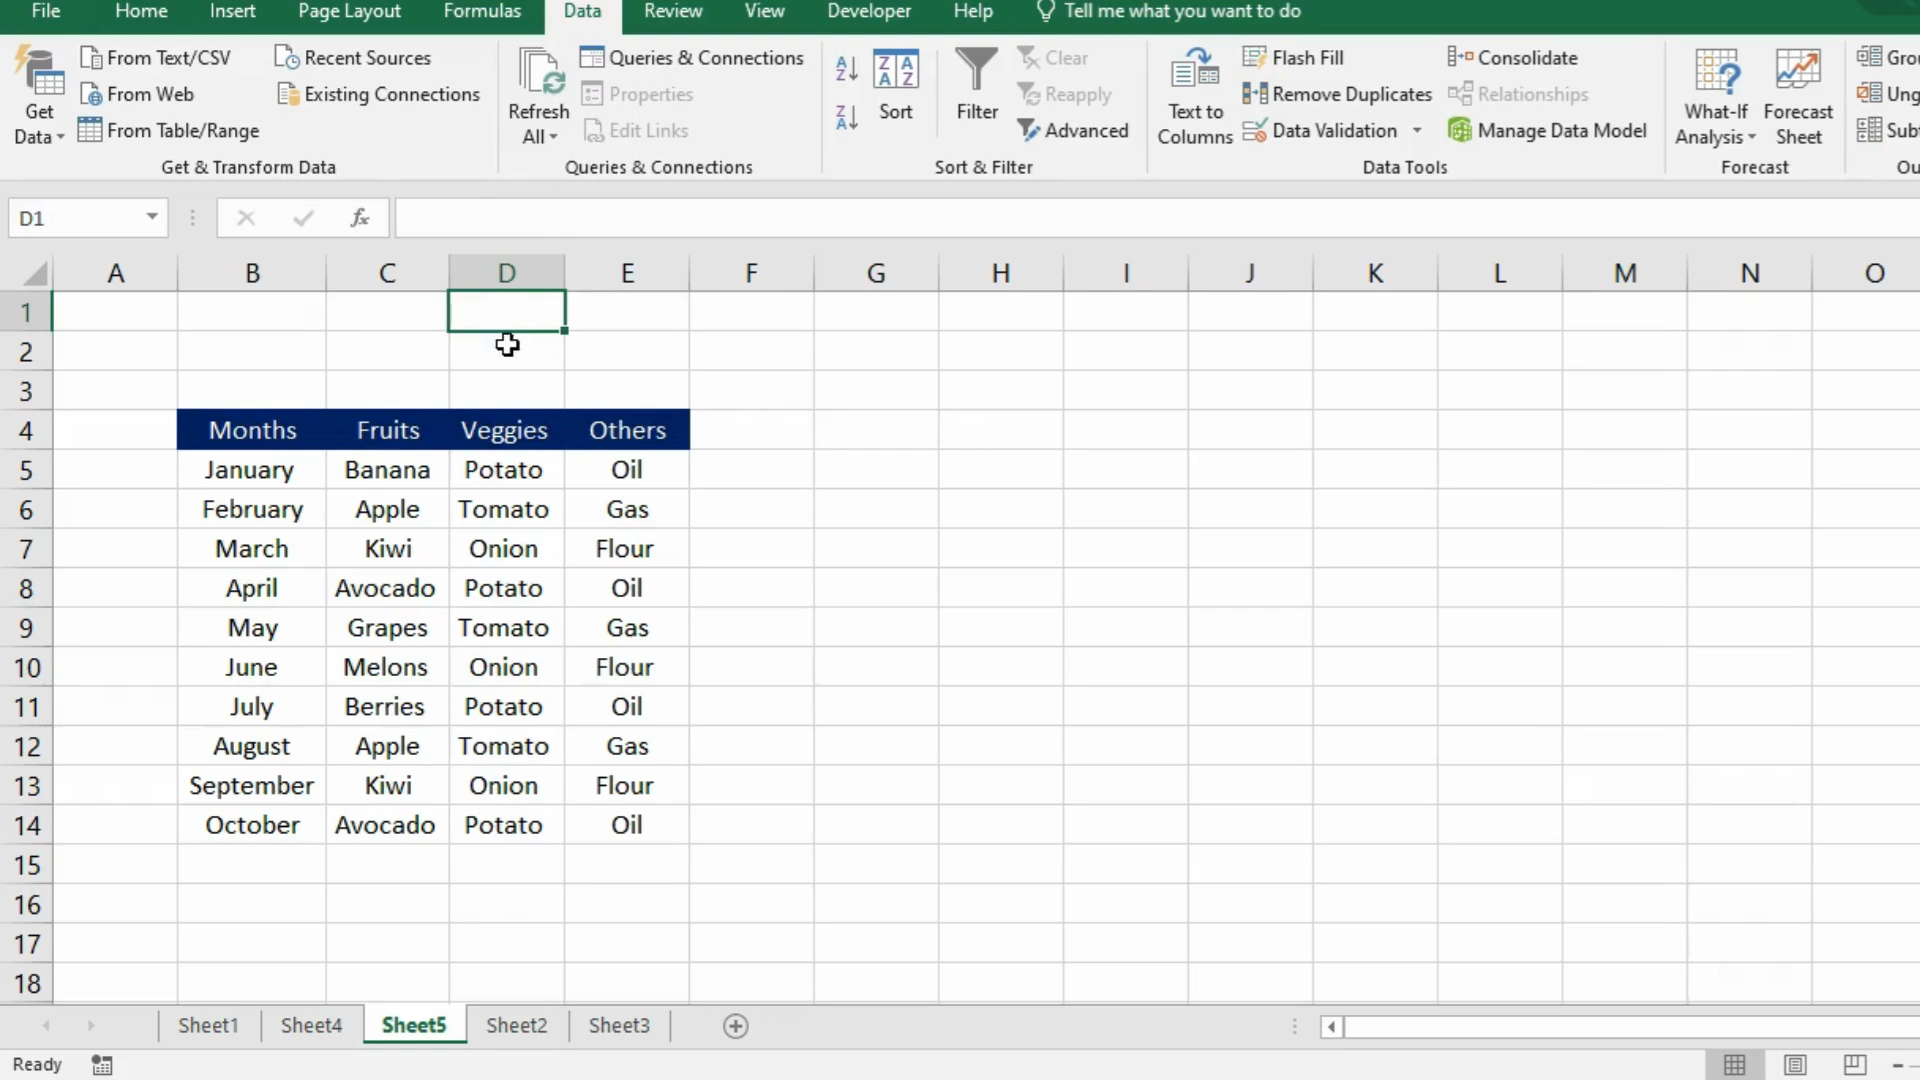 File Home Insert Page Layout Formulas Data Review View Developer Help Tell me what you want to do
From Text/CSV Recent Sources Queries & Connections Clear Flash Fill Consolidate
From Web Existing Connections Properties Reapply Remove Duplicates Relationships
Get Data From Table/Range Refresh All Edit Links Sort Filter Advanced Text to Columns Data Validation Manage Data Model What-If Analysis Forecast Sheet
Get & Transform Data Queries & Connections Sort & Filter Data Tools Forecast
D1 fx
A B C D E F G H I J K L M N O
1
2
3
4 Months Fruits Veggies Others
5 January Banana Potato Oil
6 February Apple Tomato Gas
7 March Kiwi Onion Flour
8 April Avocado Potato Oil
9 May Grapes Tomato Gas
10 June Melons Onion Flour
11 July Berries Potato Oil
12 August Apple Tomato Gas
13 September Kiwi Onion Flour
14 October Avocado Potato Oil
15
16
17
18
Sheet1 Sheet4 Sheet5 Sheet2 Sheet3
Ready